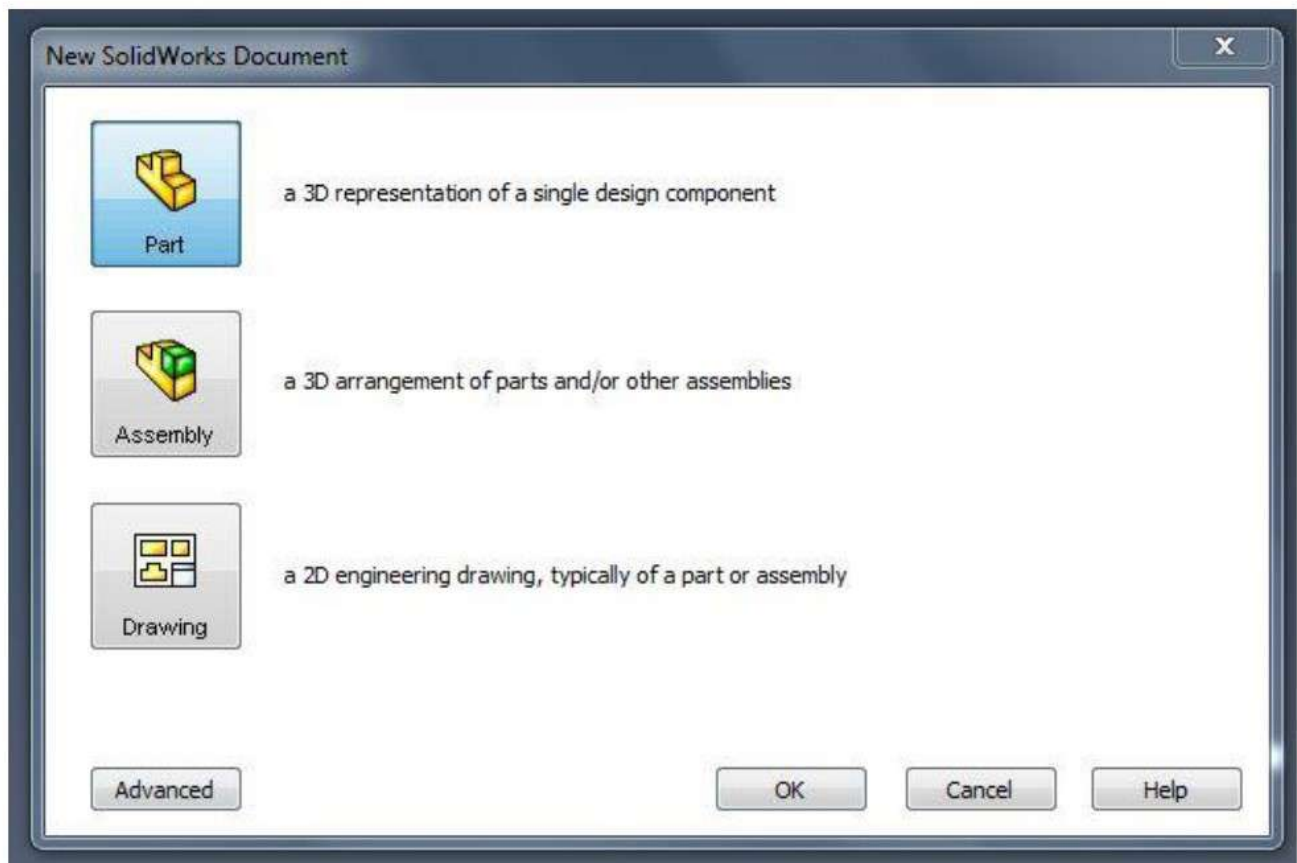 New SolidWorks Document
X
Part
a 3D representation of a single design component
Assembly
a 3D arrangement of parts and/or other assemblies
Drawing
a 2D engineering drawing, typically of a part or assembly
Advanced
OK
Cancel
Help